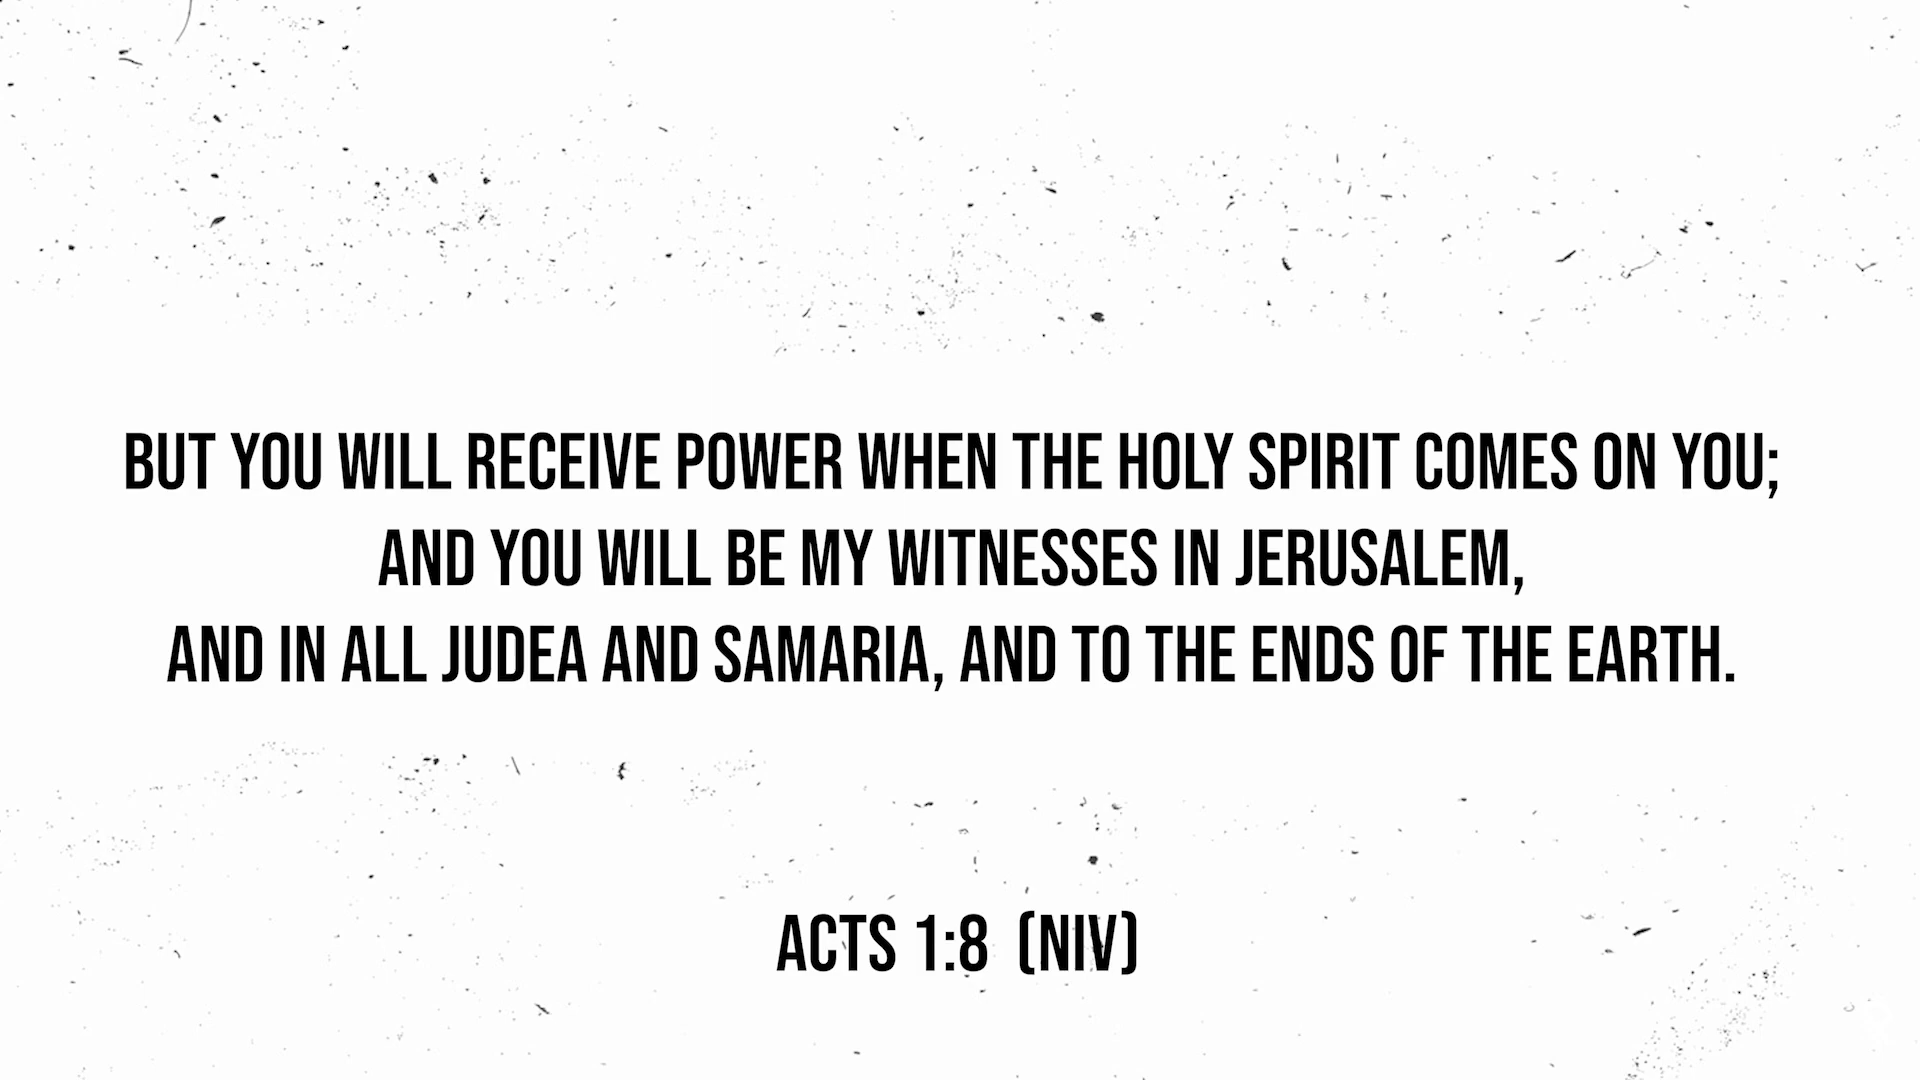 BUT YOU WILL RECEIVE POWER WHEN THE HOLY SPIRIT COMES ON YOU;
AND YOU WILL BE MY WITNESSES IN JERUSALEM,
AND IN ALL JUDEA AND SAMARIA, AND TO THE ENDS OF THE EARTH.
ACTS 1:8 (NIV)